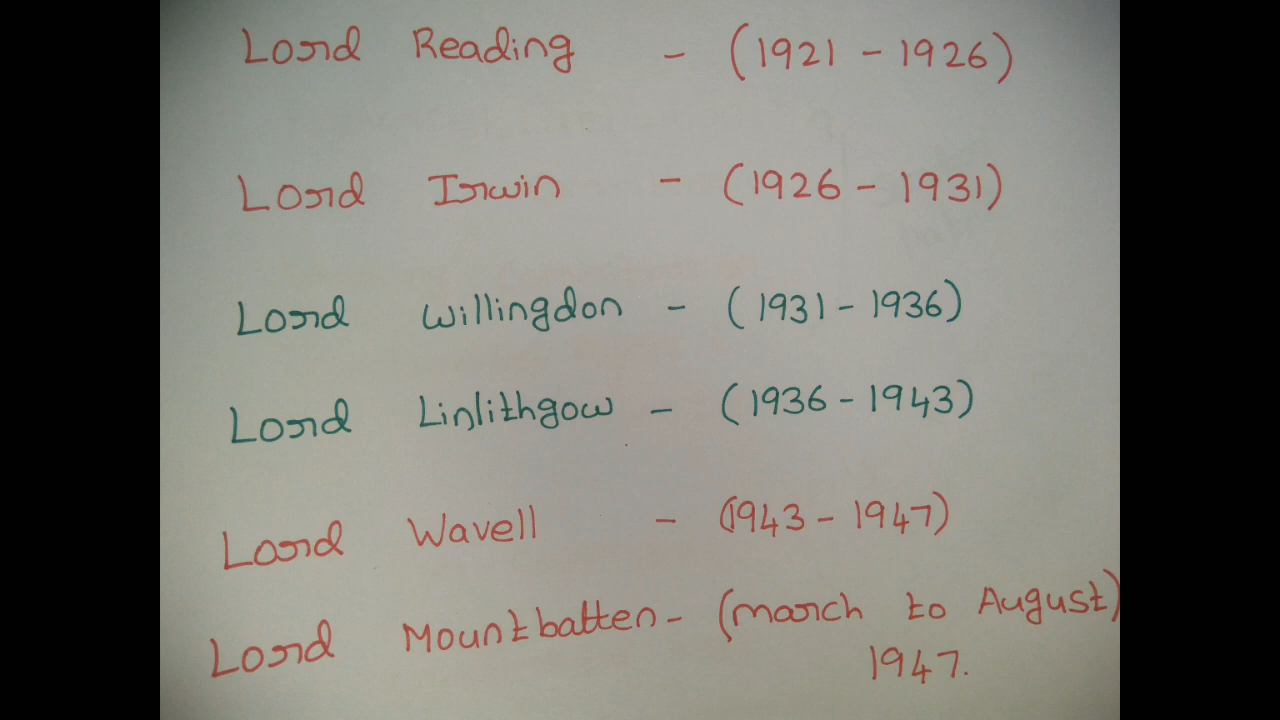 Lord Reading - (1921 - 1926)
Lord Irwin - (1926 - 1931)
Lord Willingdon - (1931 - 1936)
Lord Linlithgow - (1936 - 1943)
Lord Wavell - (1943 - 1947)
Lord Mountbatten - (march to August)
1947.